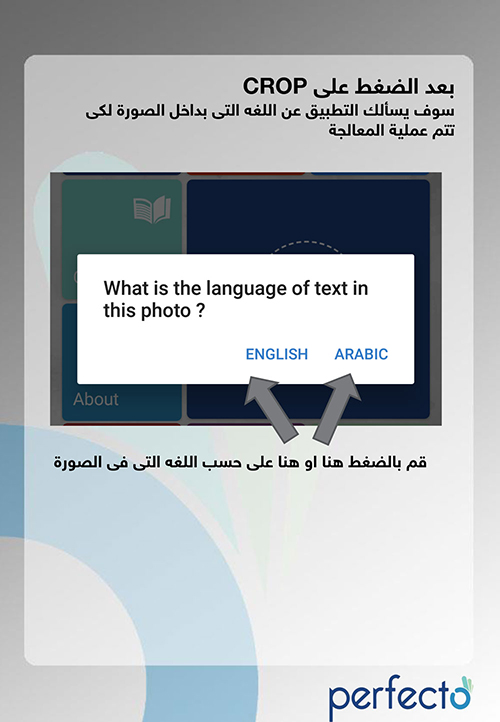 بعد الضغط على CROP
سوف يسألك التطبيق عن اللغه التى بداخل الصورة لكى
تتم عملية المعالجة
What is the language of text in
this photo ?
ENGLISH ARABIC
About
قم بالضغط هنا او هنا على حسب اللغه التى فى الصورة
perfecto